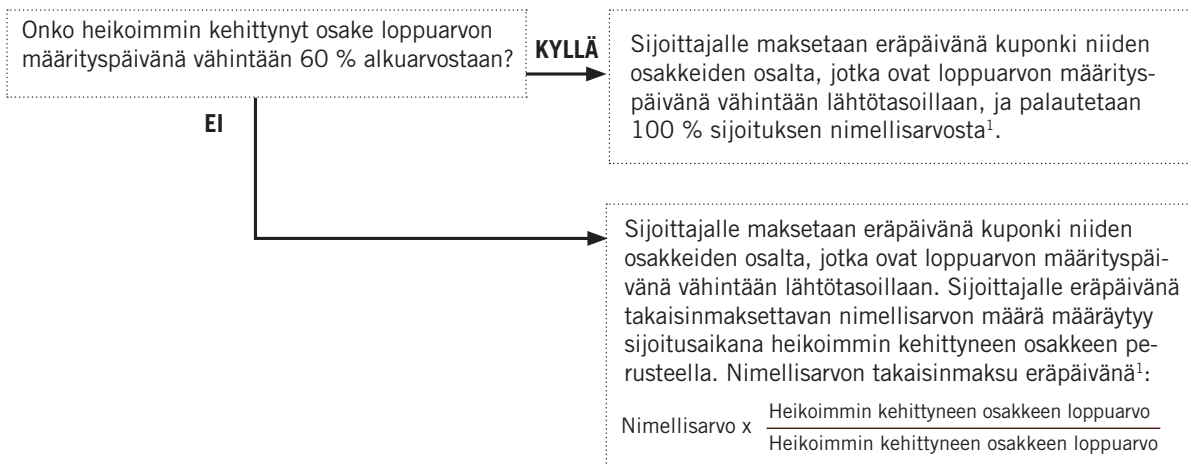 Onko heikoimmin kehittynyt osake loppuarvon
määrityspäivänä vähintään 60 % alkuarvostaan?
KYLLÄ
Sijoittajalle maksetaan eräpäivänä kuponki niiden
osakkeiden osalta, jotka ovat loppuarvon määritys-
päivänä vähintään lähtötasoillaan, ja palautetaan
100 % sijoituksen nimellisarvosta¹.
EI
Sijoittajalle maksetaan eräpäivänä kuponki niiden
osakkeiden osalta, jotka ovat loppuarvon määrityspäi-
vänä vähintään lähtötasoillaan. Sijoittajalle eräpäivänä
takaisinmaksettavan nimellisarvon määrä määräytyy
sijoitusaikana heikoimmin kehittyneen osakkeen pe-
rusteella. Nimellisarvon takaisinmaksu eräpäivänä¹:
Nimellisarvo x
Heikoimmin kehittyneen osakkeen loppuarvo
Heikoimmin kehittyneen osakkeen loppuarvo